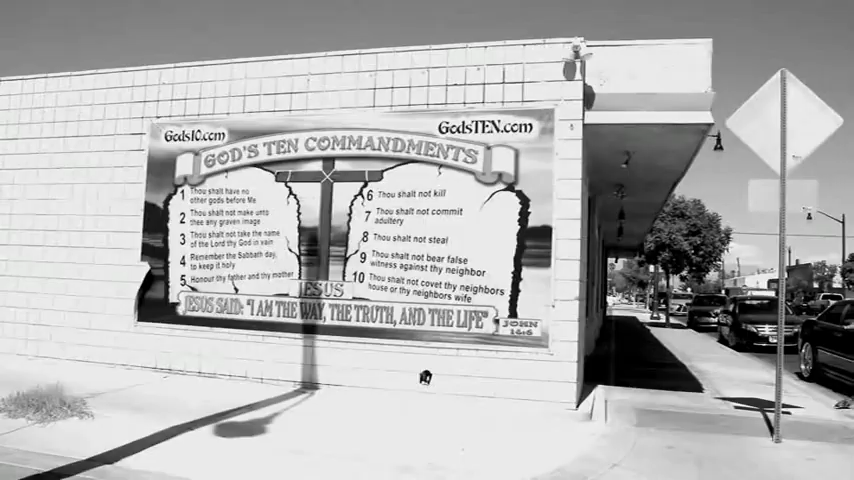 Gods10.com
GodsTEN.com
GOD'S TEN COMMANDMENTS
1 Thou shalt have no
other gods before me
2 Thou shalt not make unto
thee any graven image
3 Thou shalt not take the name
of the LORD thy GOD in vain
4 Remember the Sabbath day,
to keep it holy
5 Honour thy father and thy mother
6 Thou shalt not kill
7 Thou shalt not commit
adultery
8 Thou shalt not steal
9 Thou shalt not bear false
witness against thy neighbor
10 Thou shalt not covet thy neighbors
house or thy neighbors wife
JESUS
JESUS SAID: "I AM THE WAY, THE TRUTH, AND THE LIFE"
JOHN
14:6